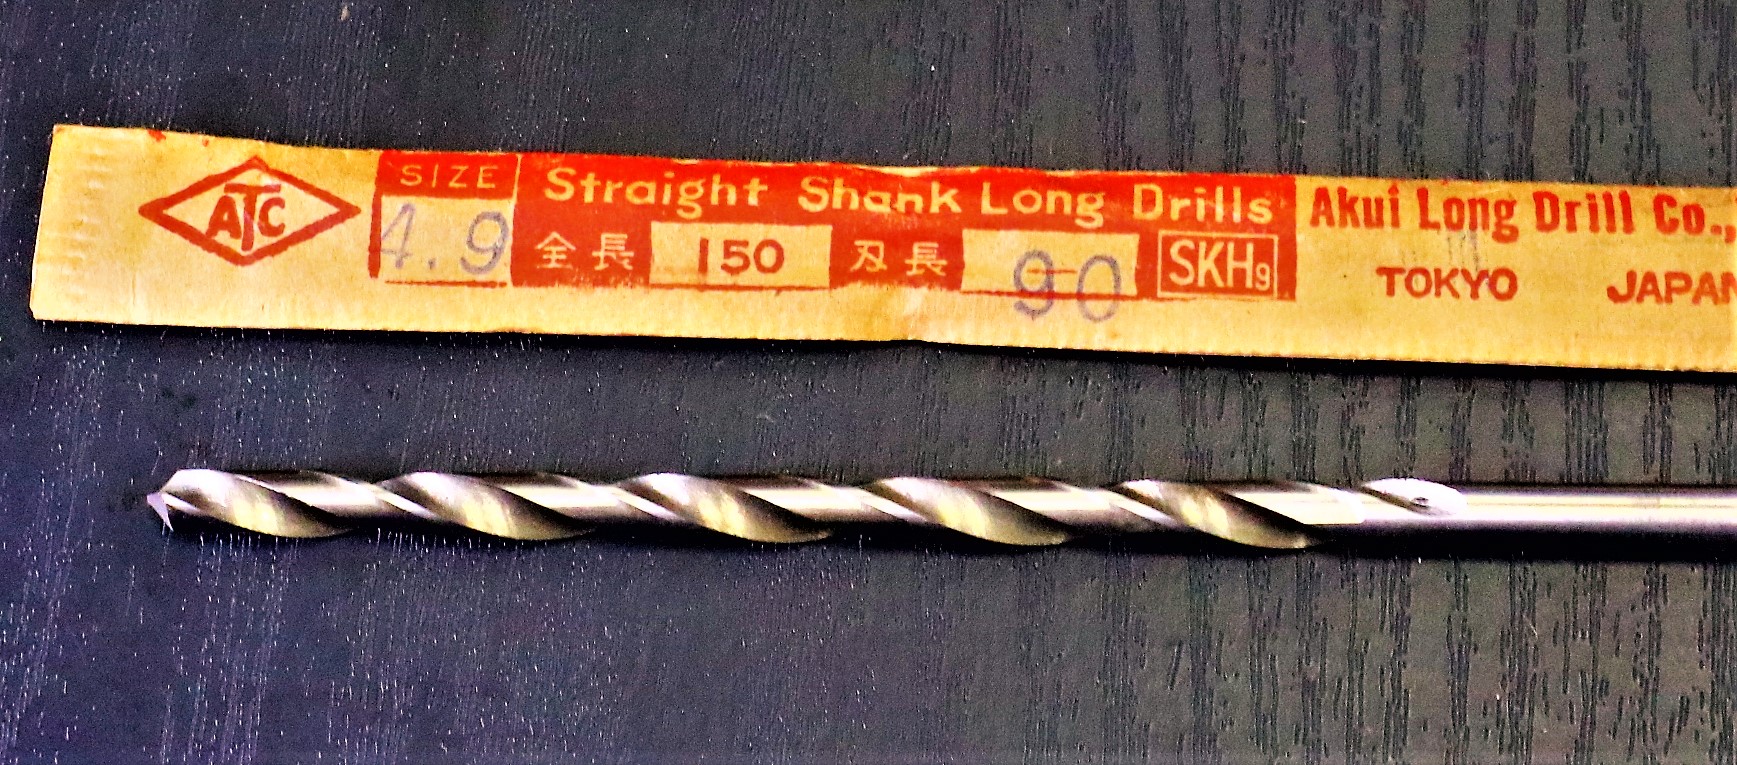 ATC
SIZE
4.9
Straight Shank Long Drills
全長 150 刃長 90 SKH9
Akui Long Drill Co.,
TOKYO JAPAN